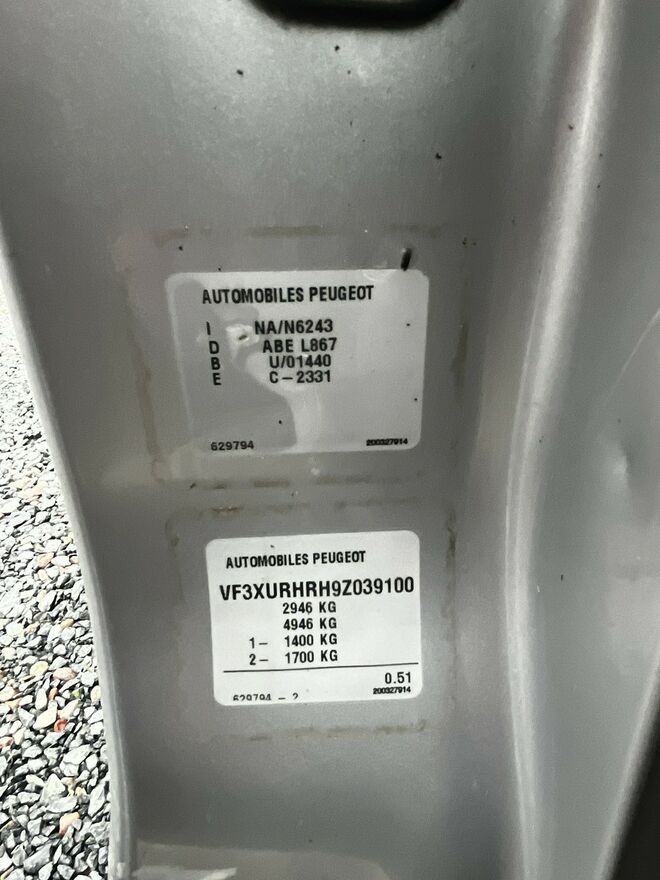 AUTOMOBILES PEUGEOT
I NA/N6243
D ABE L867
B U/01440
E C-2331
629794 200327914
AUTOMOBILES PEUGEOT
VF3XURHRH9Z039100
2946 KG
4946 KG
1- 1400 KG
2- 1700 KG
0.51
629794 - 2 200327914